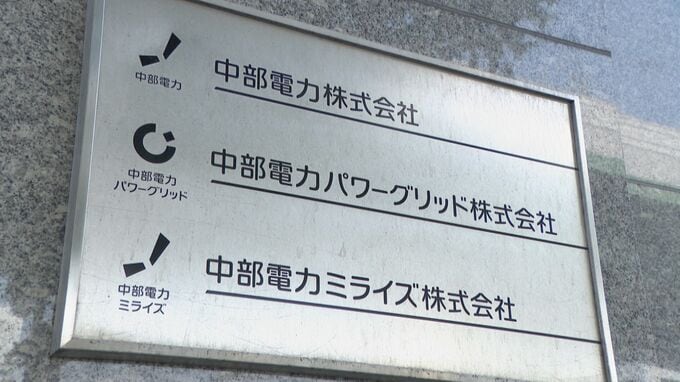 中部電力
中部電力株式会社
中部電力
パワーグリッド
中部電力パワーグリッド株式会社
中部電力
ミライズ
中部電力ミライズ株式会社